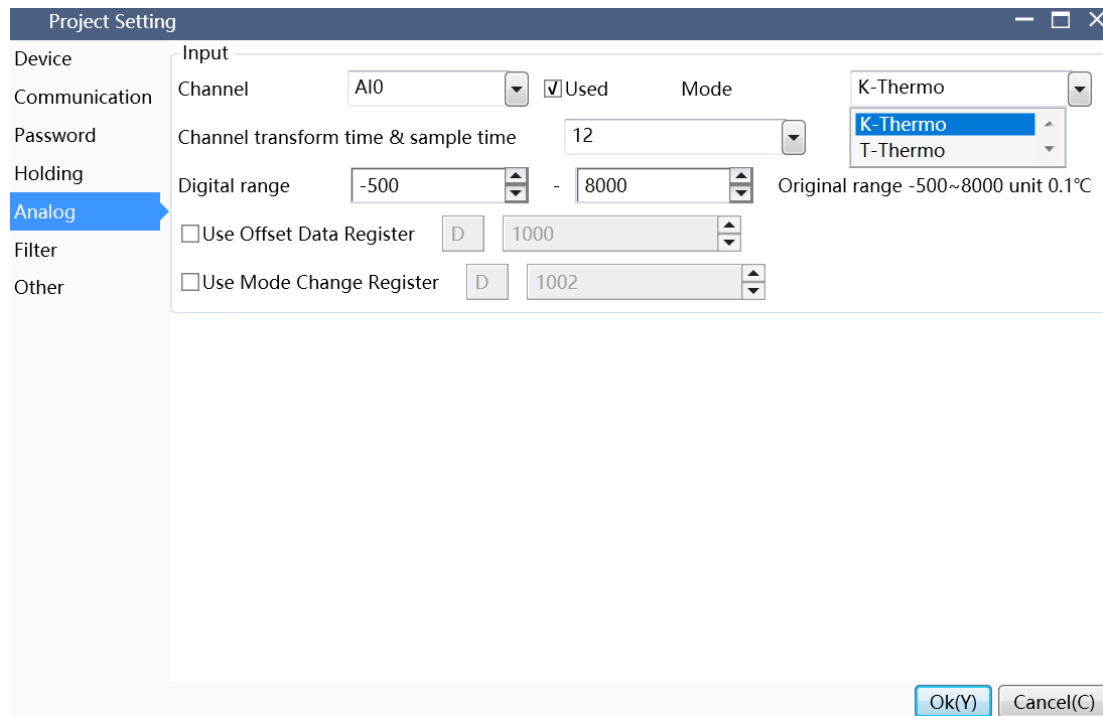 Project Setting
Device
Communication
Password
Holding
Analog
Filter
Other
Input
Channel AI0 Used Mode K-Thermo
K-Thermo
T-Thermo
Channel transform time & sample time 12
Digital range -500 - 8000 Original range -500~8000 unit 0.1℃
Use Offset Data Register D 1000
Use Mode Change Register D 1002
Ok(Y) Cancel(C)